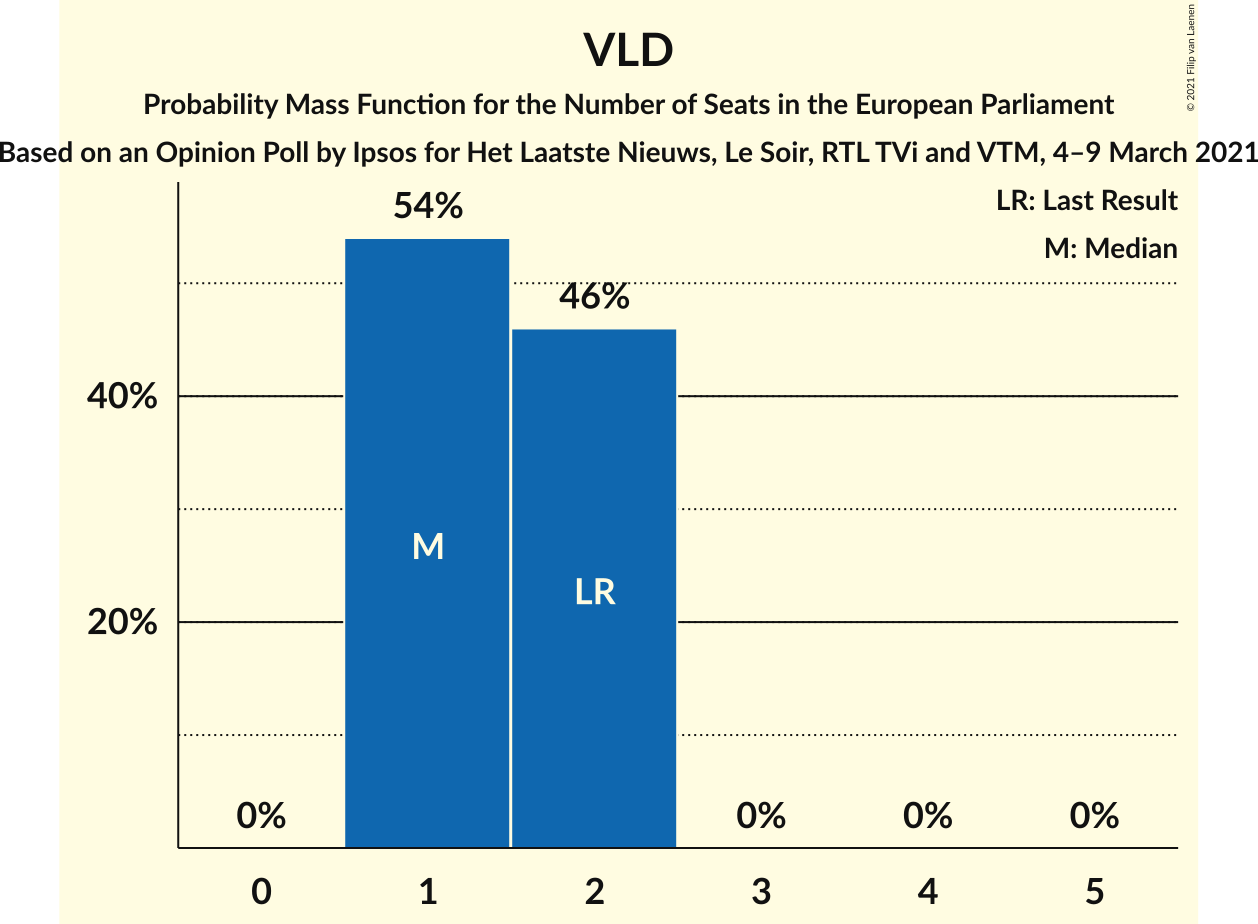 VLD
Probability Mass Function for the Number of Seats in the European Parliament
Based on an Opinion Poll by Ipsos for Het Laatste Nieuws, Le Soir, RTL TVi and VTM, 4–9 March 2021
© 2021 Filip van Laenen
LR: Last Result
M: Median
54%
46%
40%
M
LR
20%
0%
0%
0%
0%
0
1
2
3
4
5